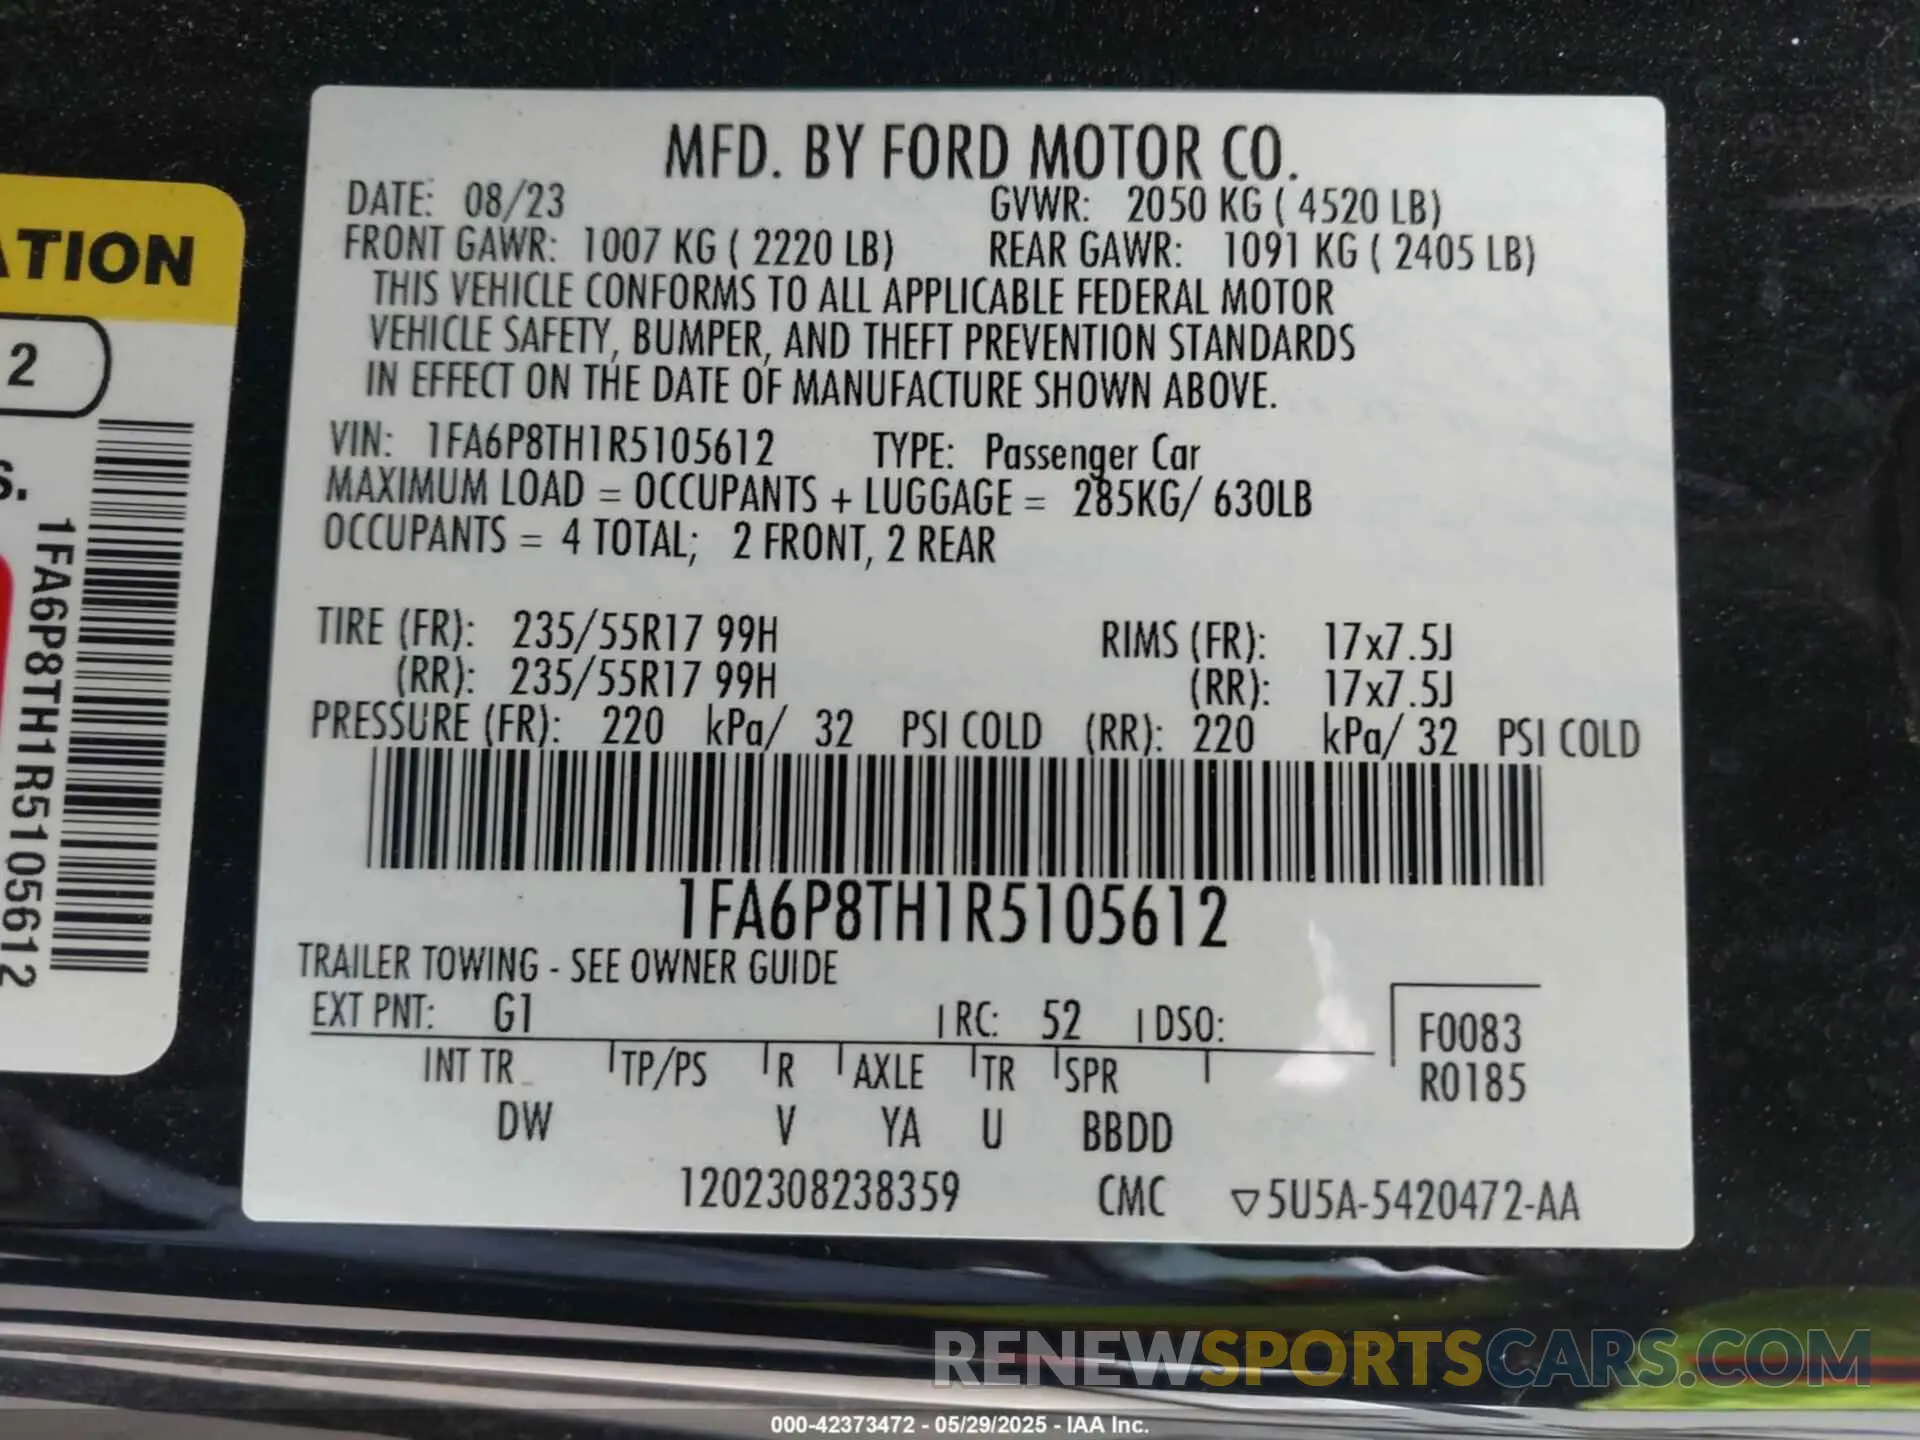 MFD. BY FORD MOTOR CO.
DATE: 08/23 GVWR: 2050 KG ( 4520 LB)
FRONT GAWR: 1007 KG ( 2220 LB) REAR GAWR: 1091 KG ( 2405 LB)
THIS VEHICLE CONFORMS TO ALL APPLICABLE FEDERAL MOTOR
VEHICLE SAFETY, BUMPER, AND THEFT PREVENTION STANDARDS
IN EFFECT ON THE DATE OF MANUFACTURE SHOWN ABOVE.
VIN: 1FA6P8TH1R5105612 TYPE: Passenger Car
MAXIMUM LOAD = OCCUPANTS + LUGGAGE = 285KG/ 630LB
OCCUPANTS = 4 TOTAL; 2 FRONT, 2 REAR
TIRE (FR): 235/55R17 99H RIMS (FR): 17x7.5J
(RR): 235/55R17 99H (RR): 17x7.5J
PRESSURE (FR): 220 kPa/ 32 PSI COLD (RR): 220 kPa/ 32 PSI COLD
1FA6P8TH1R5105612
TRAILER TOWING - SEE OWNER GUIDE
EXT PNT: G1 RC: 52 DSO: F0083
INT TR TP/PS R AXLE TR SPR R0185
DW V YA U BBDD
1202308238359 CMC ▽5U5A-5420472-AA
ATION
2
S.
1FA6P8TH1R5105612
RENEWSPORTSCARS.COM
000-42373472 - 05/29/2025 - IAA Inc.